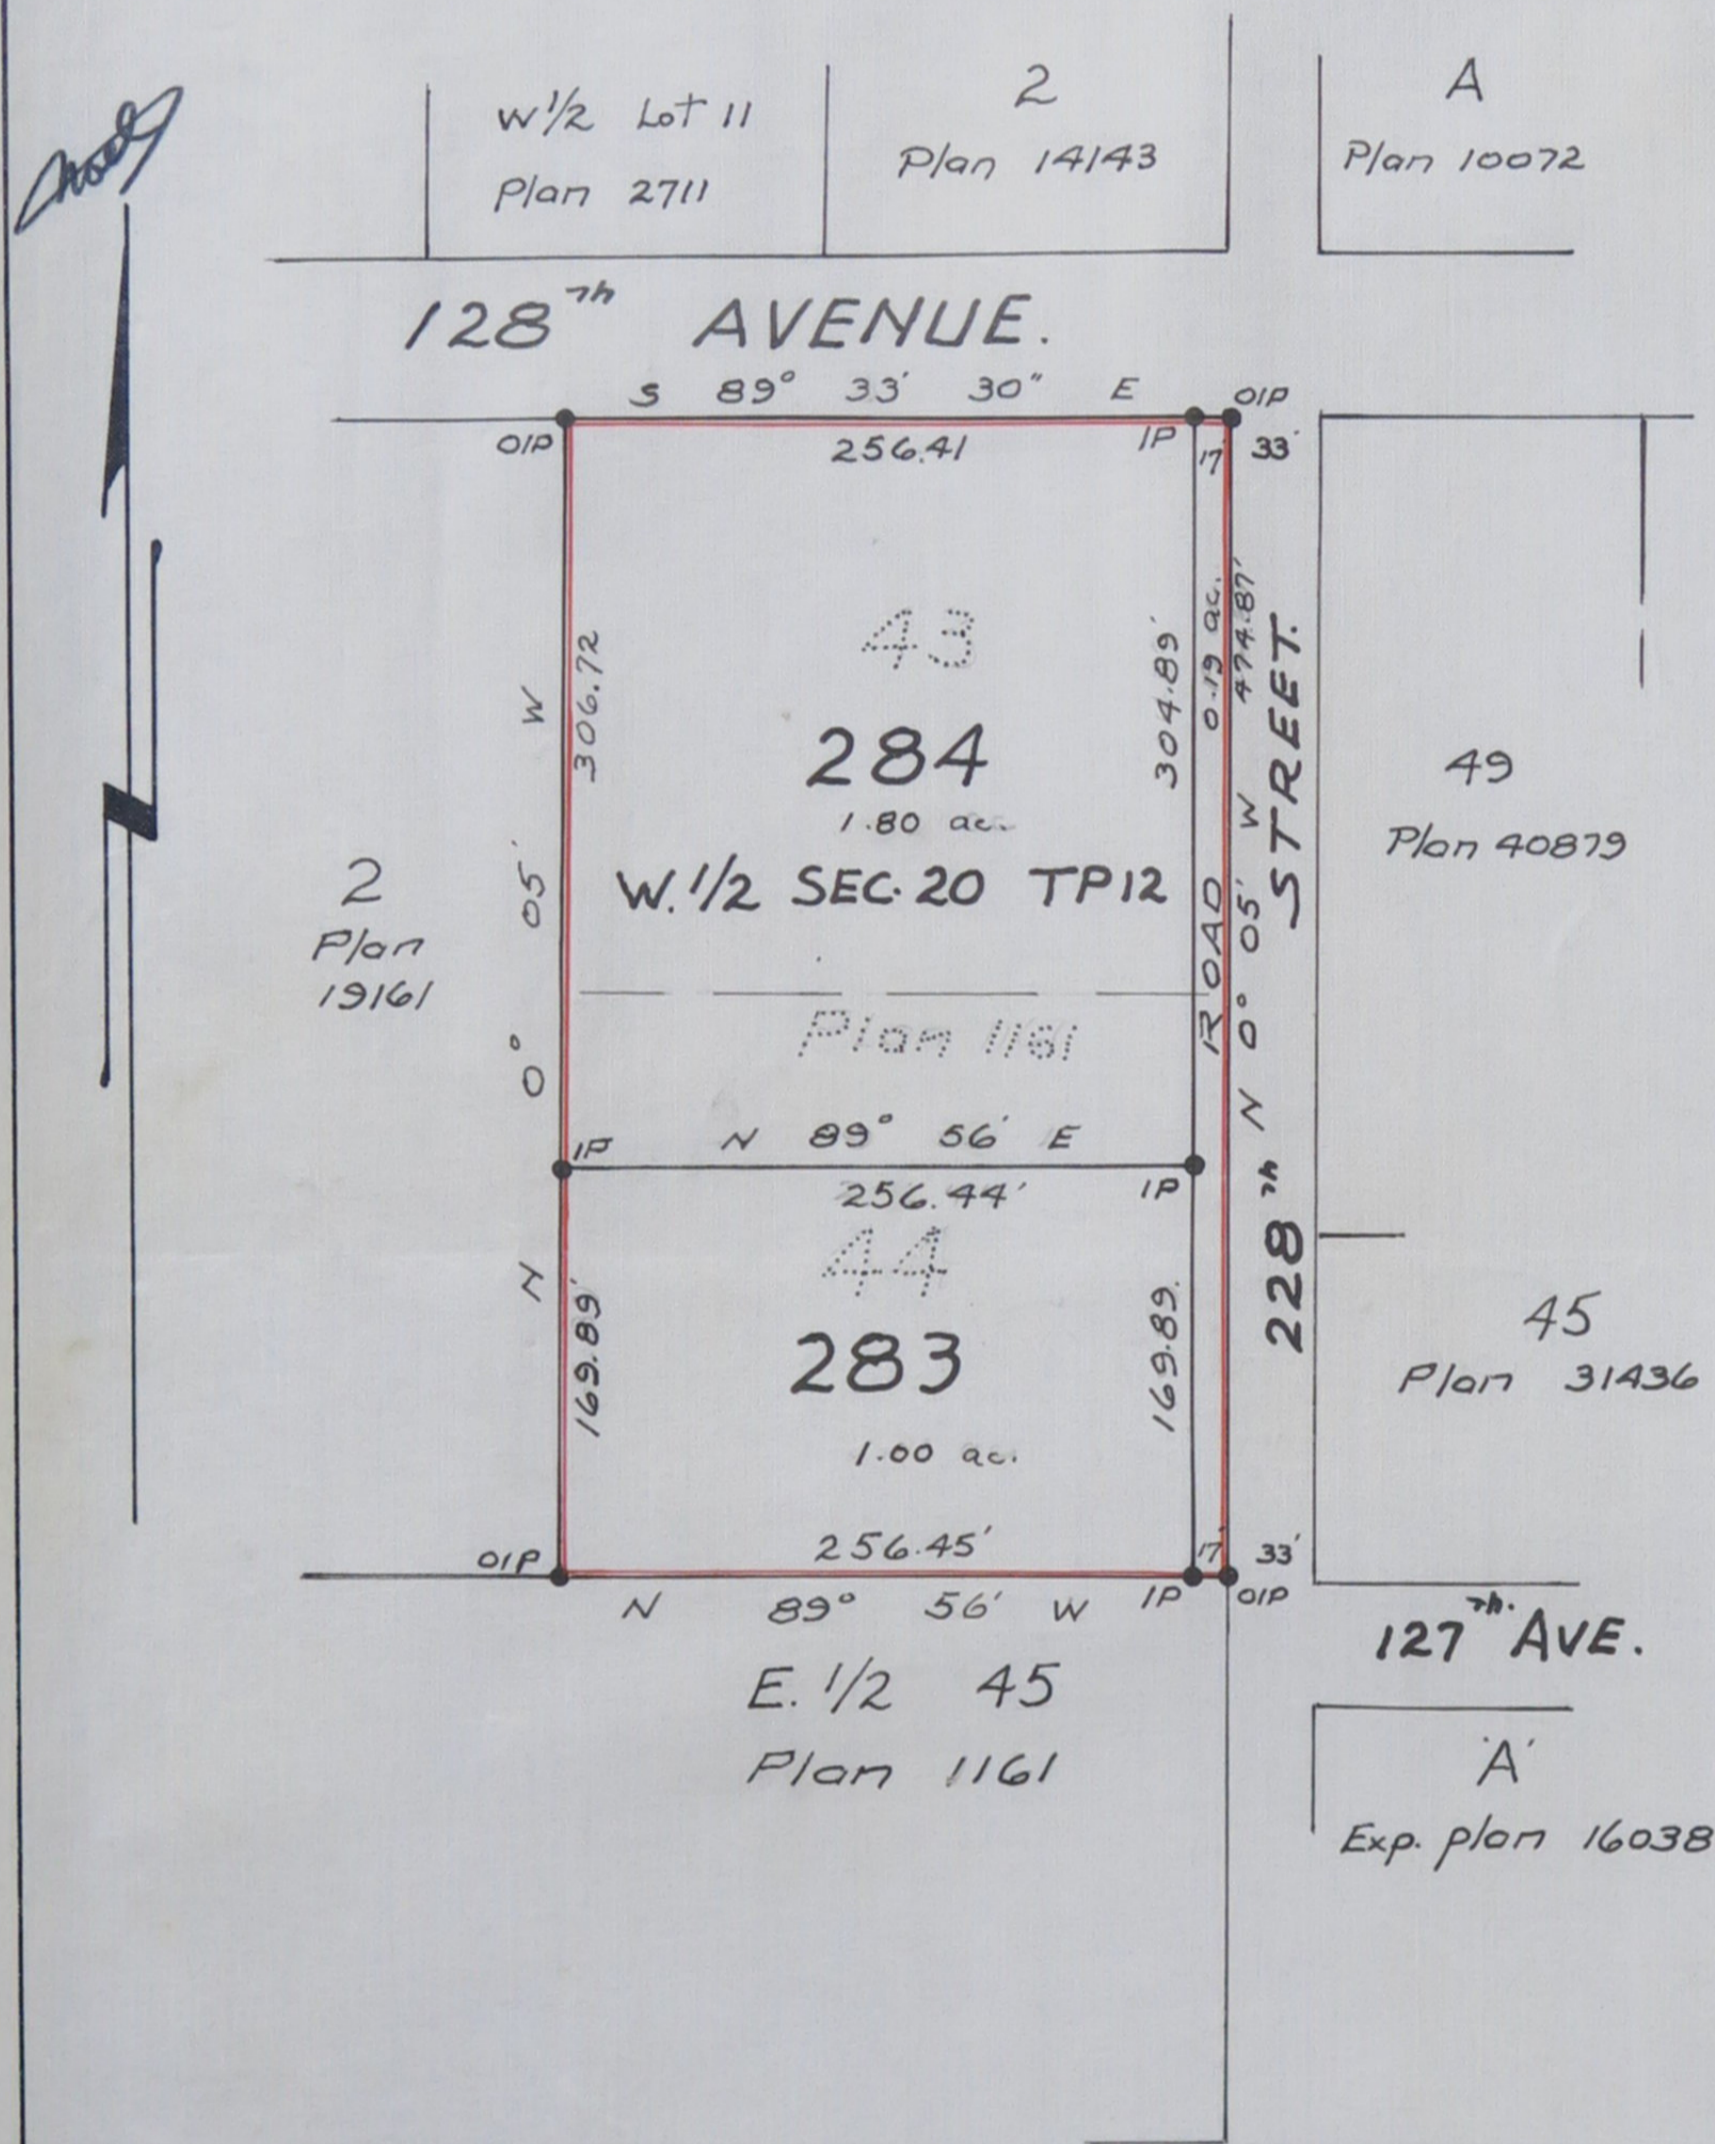 W 1/2 Lot 11
Plan 2711
2
Plan 14143
A
Plan 10072
128th AVENUE.
S 89° 33' 30" E
OIP
OIP
256.41
IP
17'
33'
43
284
1.80 ac.
W. 1/2 SEC. 20 TP 12
Plan 1161
N 0° 05' W
306.72
304.89'
ROAD 0.19 ac.
N 0° 05' W 474.87'
228th STREET.
2
Plan
19161
49
Plan 40879
IP
N 89° 56' E
256.44'
IP
44
283
1.00 ac.
169.89'
169.89.
45
Plan 31436
OIP
256.45'
17'
33'
N 89° 56' W
IP
OIP
127th. AVE.
E. 1/2 45
Plan 1161
'A'
Exp. plan 16038